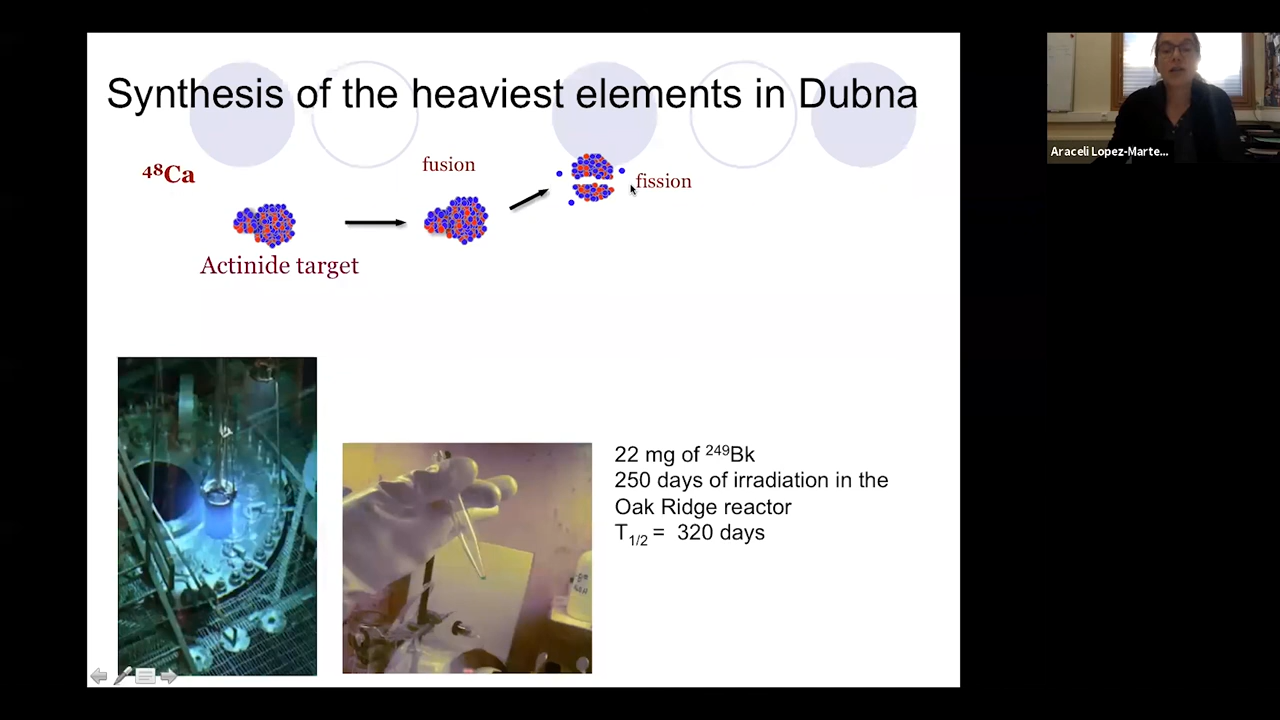 Synthesis of the heaviest elements in Dubna
⁴⁸Ca
fusion
fission
Actinide target
22 mg of ²⁴⁹Bk
250 days of irradiation in the
Oak Ridge reactor
T₁/₂ = 320 days
Araceli Lopez-Marte...